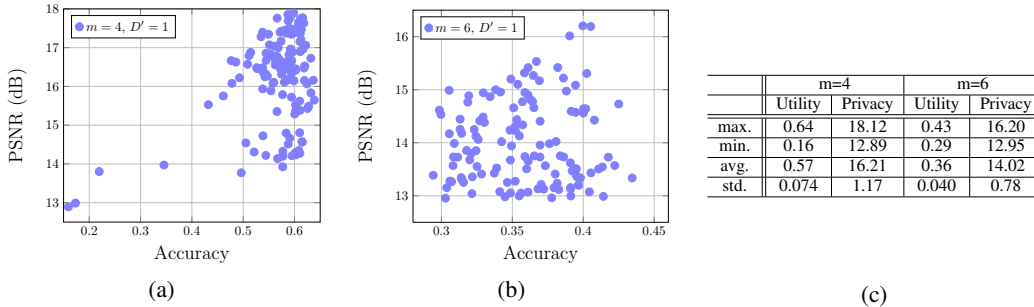 18
17
16
15
14
13
PSNR (dB)
m = 4, D′ = 1
0.2 0.3 0.4 0.5 0.6
Accuracy
(a)
16
15
14
13
PSNR (dB)
m = 6, D′ = 1
0.3 0.35 0.4 0.45
Accuracy
(b)
m=4 m=6
Utility Privacy Utility Privacy
max. 0.64 18.12 0.43 16.20
min. 0.16 12.89 0.29 12.95
avg. 0.57 16.21 0.36 14.02
std. 0.074 1.17 0.040 0.78
(c)